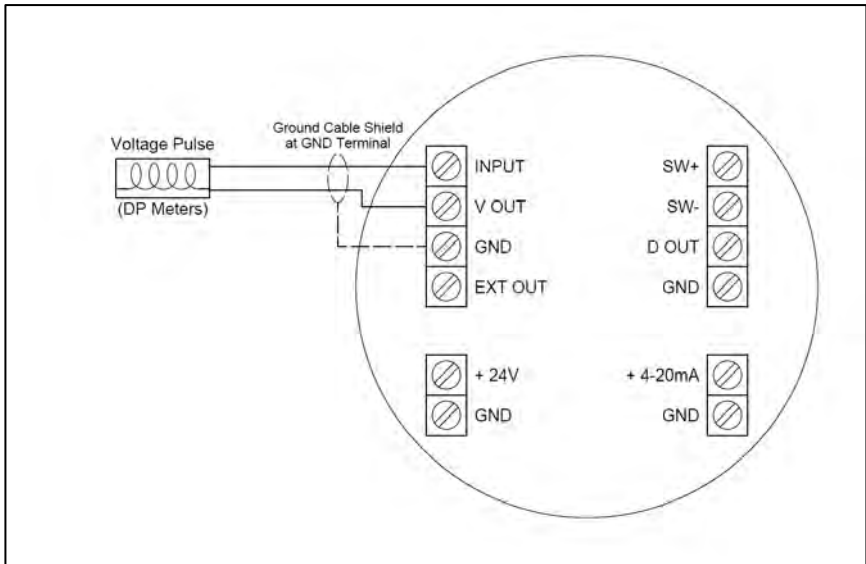 Ground Cable Shield
at GND Terminal
Voltage Pulse
(DP Meters)
INPUT
V OUT
GND
EXT OUT
+ 24V
GND
SW+
SW-
D OUT
GND
+ 4-20mA
GND